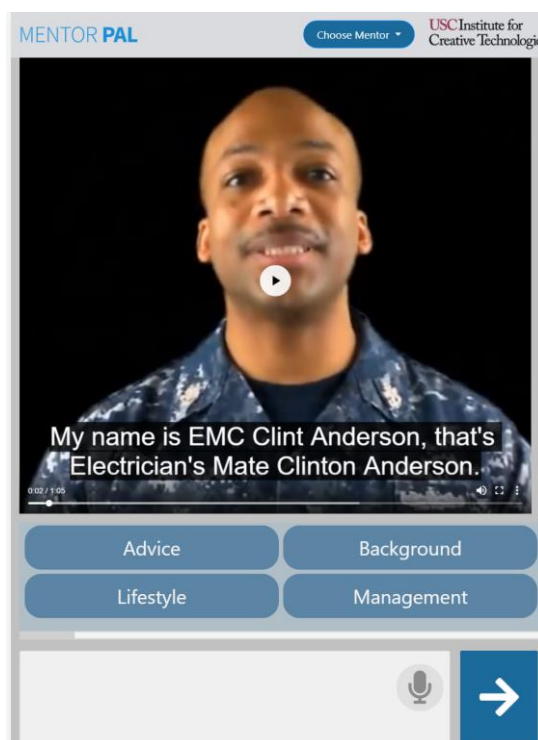 MENTOR PAL
Choose Mentor
USC Institute for
Creative Technologi
My name is EMC Clint Anderson, that's
Electrician's Mate Clinton Anderson.
0:02 / 1:05
Advice
Background
Lifestyle
Management